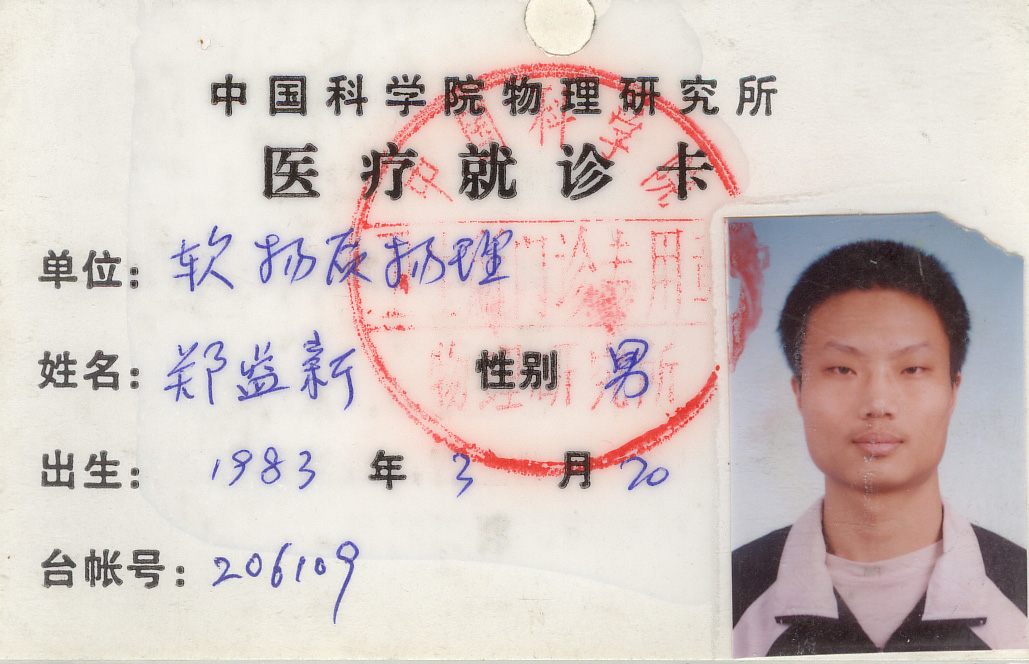 中国科学院物理研究所
医疗就诊卡
单位：软物质物理
姓名：郑益新 性别 男
出生：1983 年 3 月 20
台帐号：206109
中国科学院
门诊专用章
物理研究所